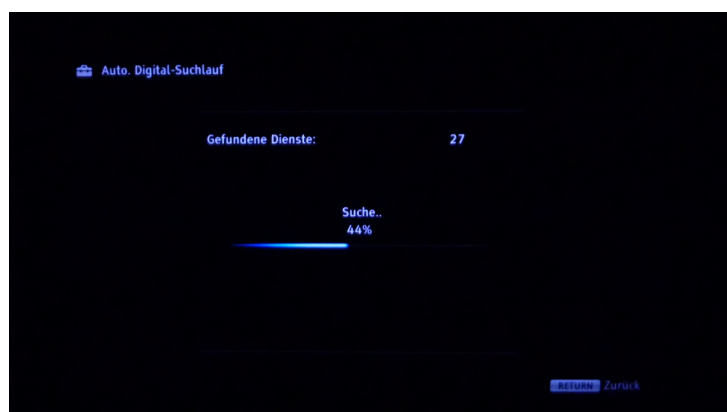 Auto. Digital-Suchlauf
Gefundene Dienste: 27
Suche..
44%
RETURN Zurück